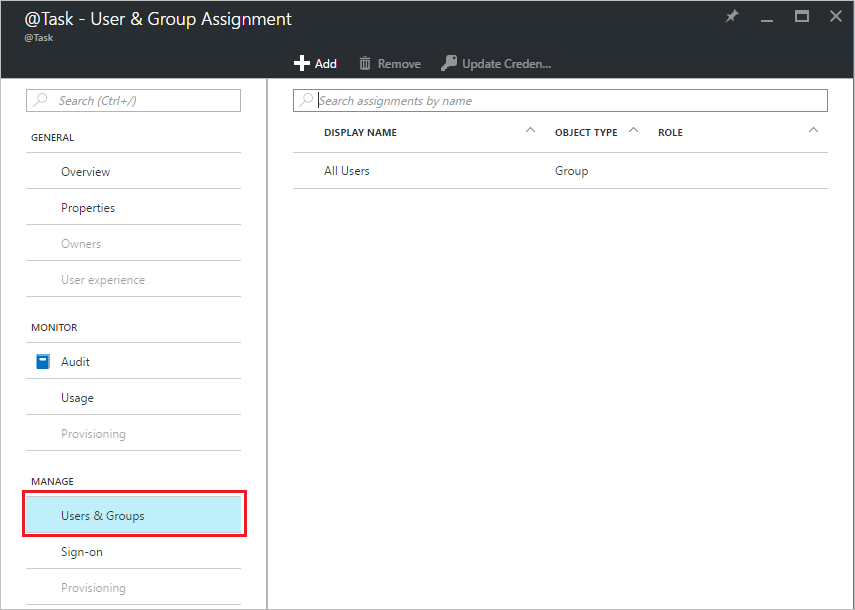 @Task - User & Group Assignment
@Task
Add Remove Update Creden...
Search (Ctrl+/)
GENERAL
Overview
Properties
Owners
User experience
MONITOR
Audit
Usage
Provisioning
MANAGE
Users & Groups
Sign-on
Provisioning
Search assignments by name
DISPLAY NAME OBJECT TYPE ROLE
All Users Group